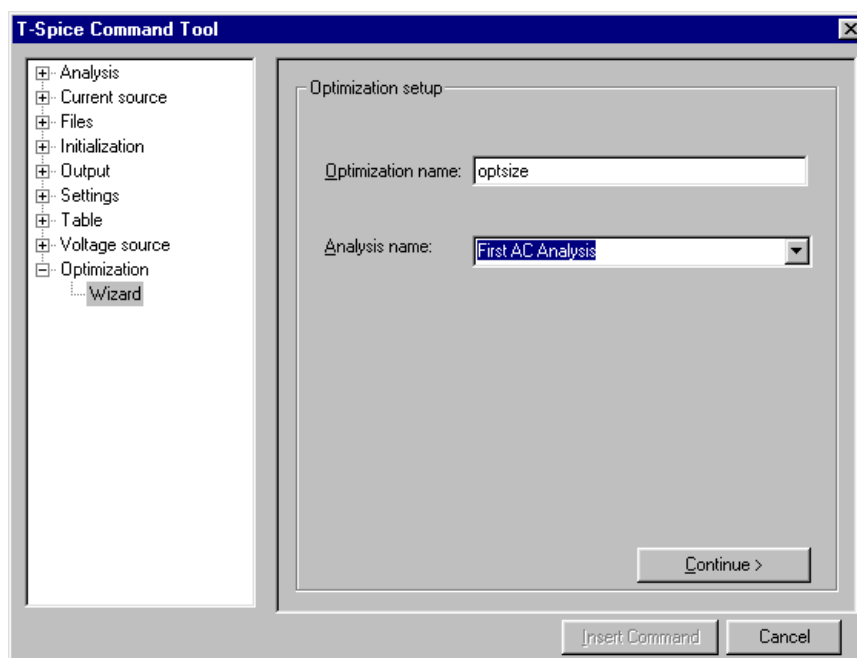 T-Spice Command Tool
Analysis
Current source
Files
Initialization
Output
Settings
Table
Voltage source
Optimization
Wizard
Optimization setup
Optimization name: optsize
Analysis name: First AC Analysis
Continue >
Insert Command Cancel